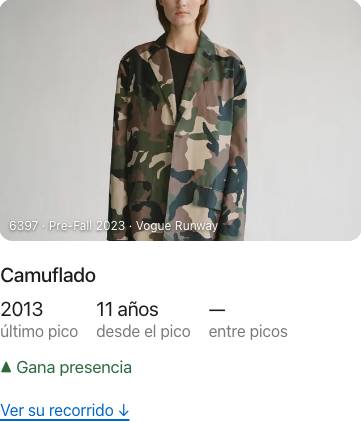 6397 · Pre-Fall 2023 · Vogue Runway
Camuflado
2013 11 años —
último pico desde el pico entre picos
▲ Gana presencia
Ver su recorrido ↓